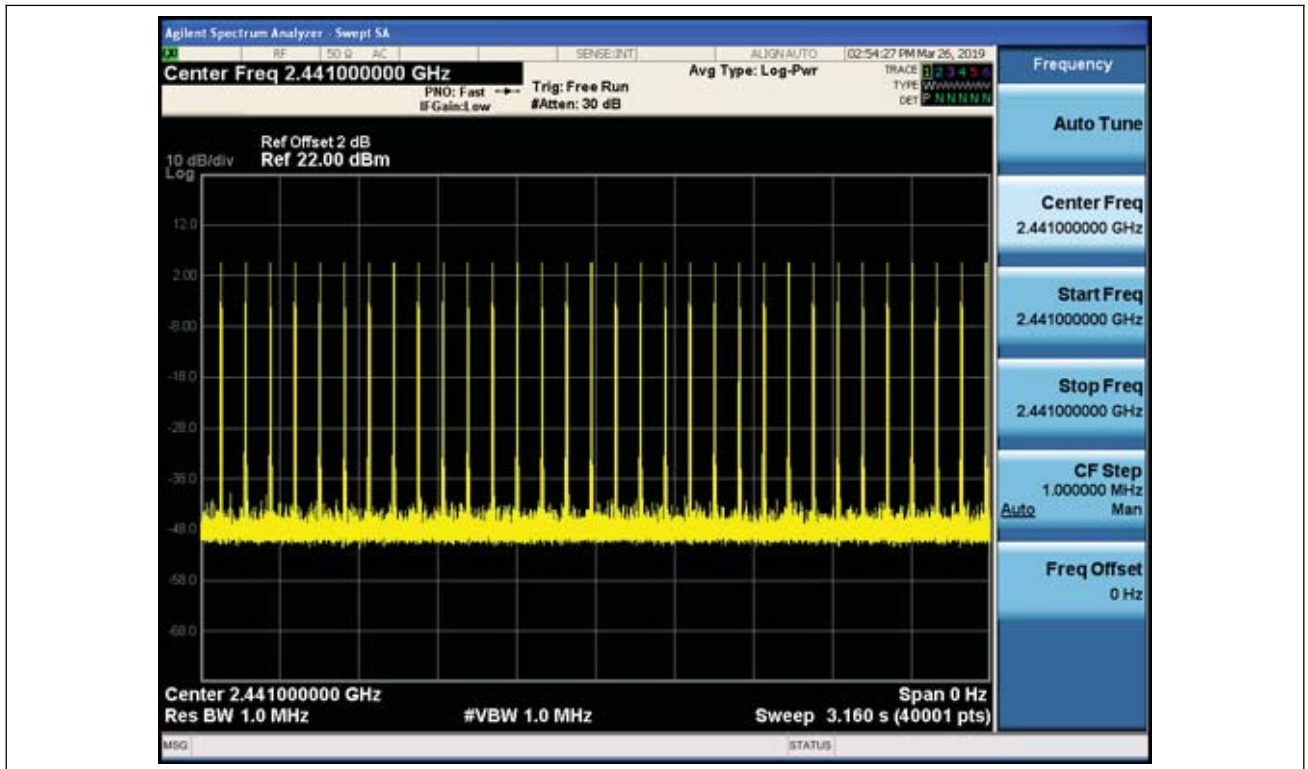 Agilent Spectrum Analyzer - Swept SA
RF 50 Ω AC SENSE:INT ALIGNAUTO 02:54:27 PM Mar 26, 2019
Center Freq 2.441000000 GHz Avg Type: Log-Pwr TRACE 1 2 3 4 5 6
PNO: Fast Trig: Free Run TYPE
IFGain:Low #Atten: 30 dB DET P N N N N N
Ref Offset 2 dB
10 dB/div Ref 22.00 dBm
Log
12.0
2.00
-8.00
-18.0
-28.0
-38.0
-48.0
-58.0
-68.0
Center 2.441000000 GHz Span 0 Hz
Res BW 1.0 MHz #VBW 1.0 MHz Sweep 3.160 s (40001 pts)
MSG STATUS
Frequency
Auto Tune
Center Freq
2.441000000 GHz
Start Freq
2.441000000 GHz
Stop Freq
2.441000000 GHz
CF Step
1.000000 MHz
Auto Man
Freq Offset
0 Hz